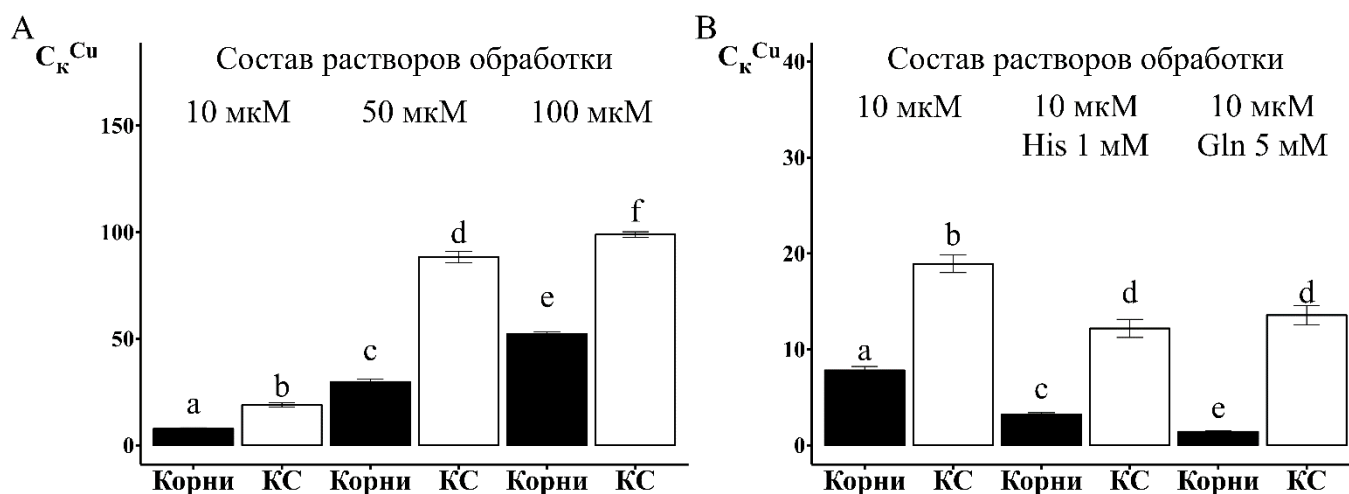 A
C_к^Cu
Состав растворов обработки
10 мкМ 50 мкМ 100 мкМ
150
100
50
0
a b c d e f
Корни КС Корни КС Корни КС
B
C_к^Cu
Состав растворов обработки
10 мкМ 10 мкМ 10 мкМ
His 1 мМ Gln 5 мМ
40
30
20
10
0
a b c d e d
Корни КС Корни КС Корни КС